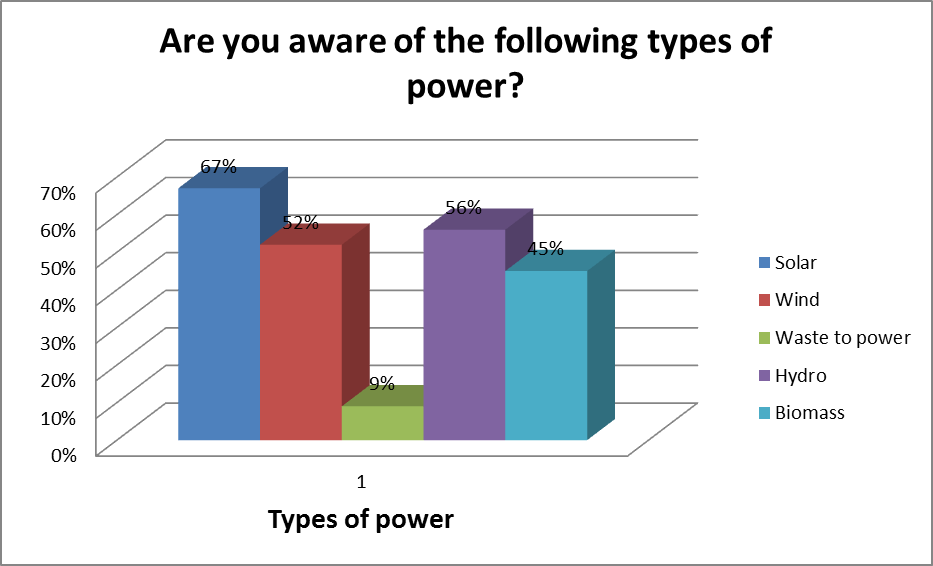 Are you aware of the following types of
power?
67%
52%
9%
56%
45%
70%
60%
50%
40%
30%
20%
10%
0%
1
Types of power
Solar
Wind
Waste to power
Hydro
Biomass